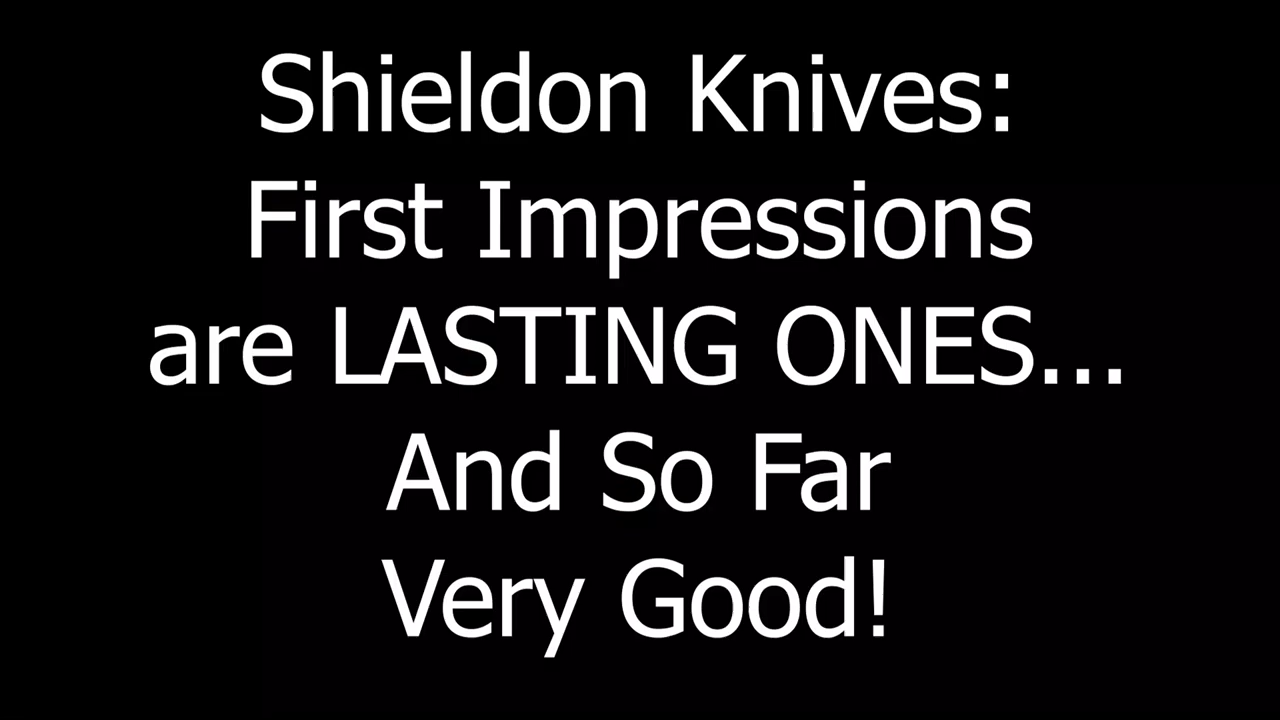 Shieldon Knives:
First Impressions
are LASTING ONES...
And So Far
Very Good!